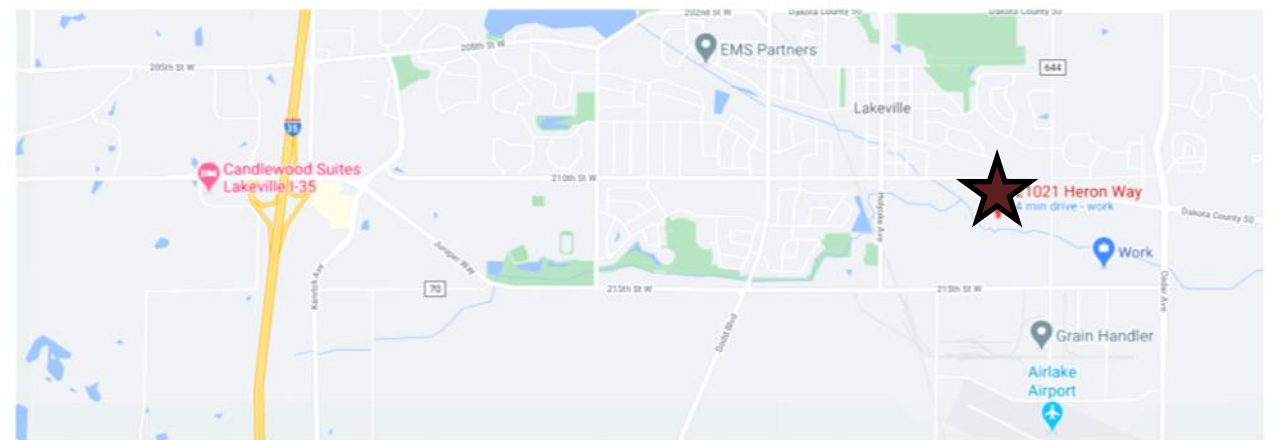 202nd St W
Dakota County 50
Dakota County 50
205th St W
EMS Partners
205th St W
644
Lakeville
35
Candlewood Suites
Lakeville I-35
210th St W
21021 Heron Way
4 min drive - work
Holyoke Ave
Dakota County 50
Juniper Way
Work
Kenrick Ave
70
215th St W
215th St W
Cedar Ave
Dodd Blvd
Grain Handler
Airlake
Airport